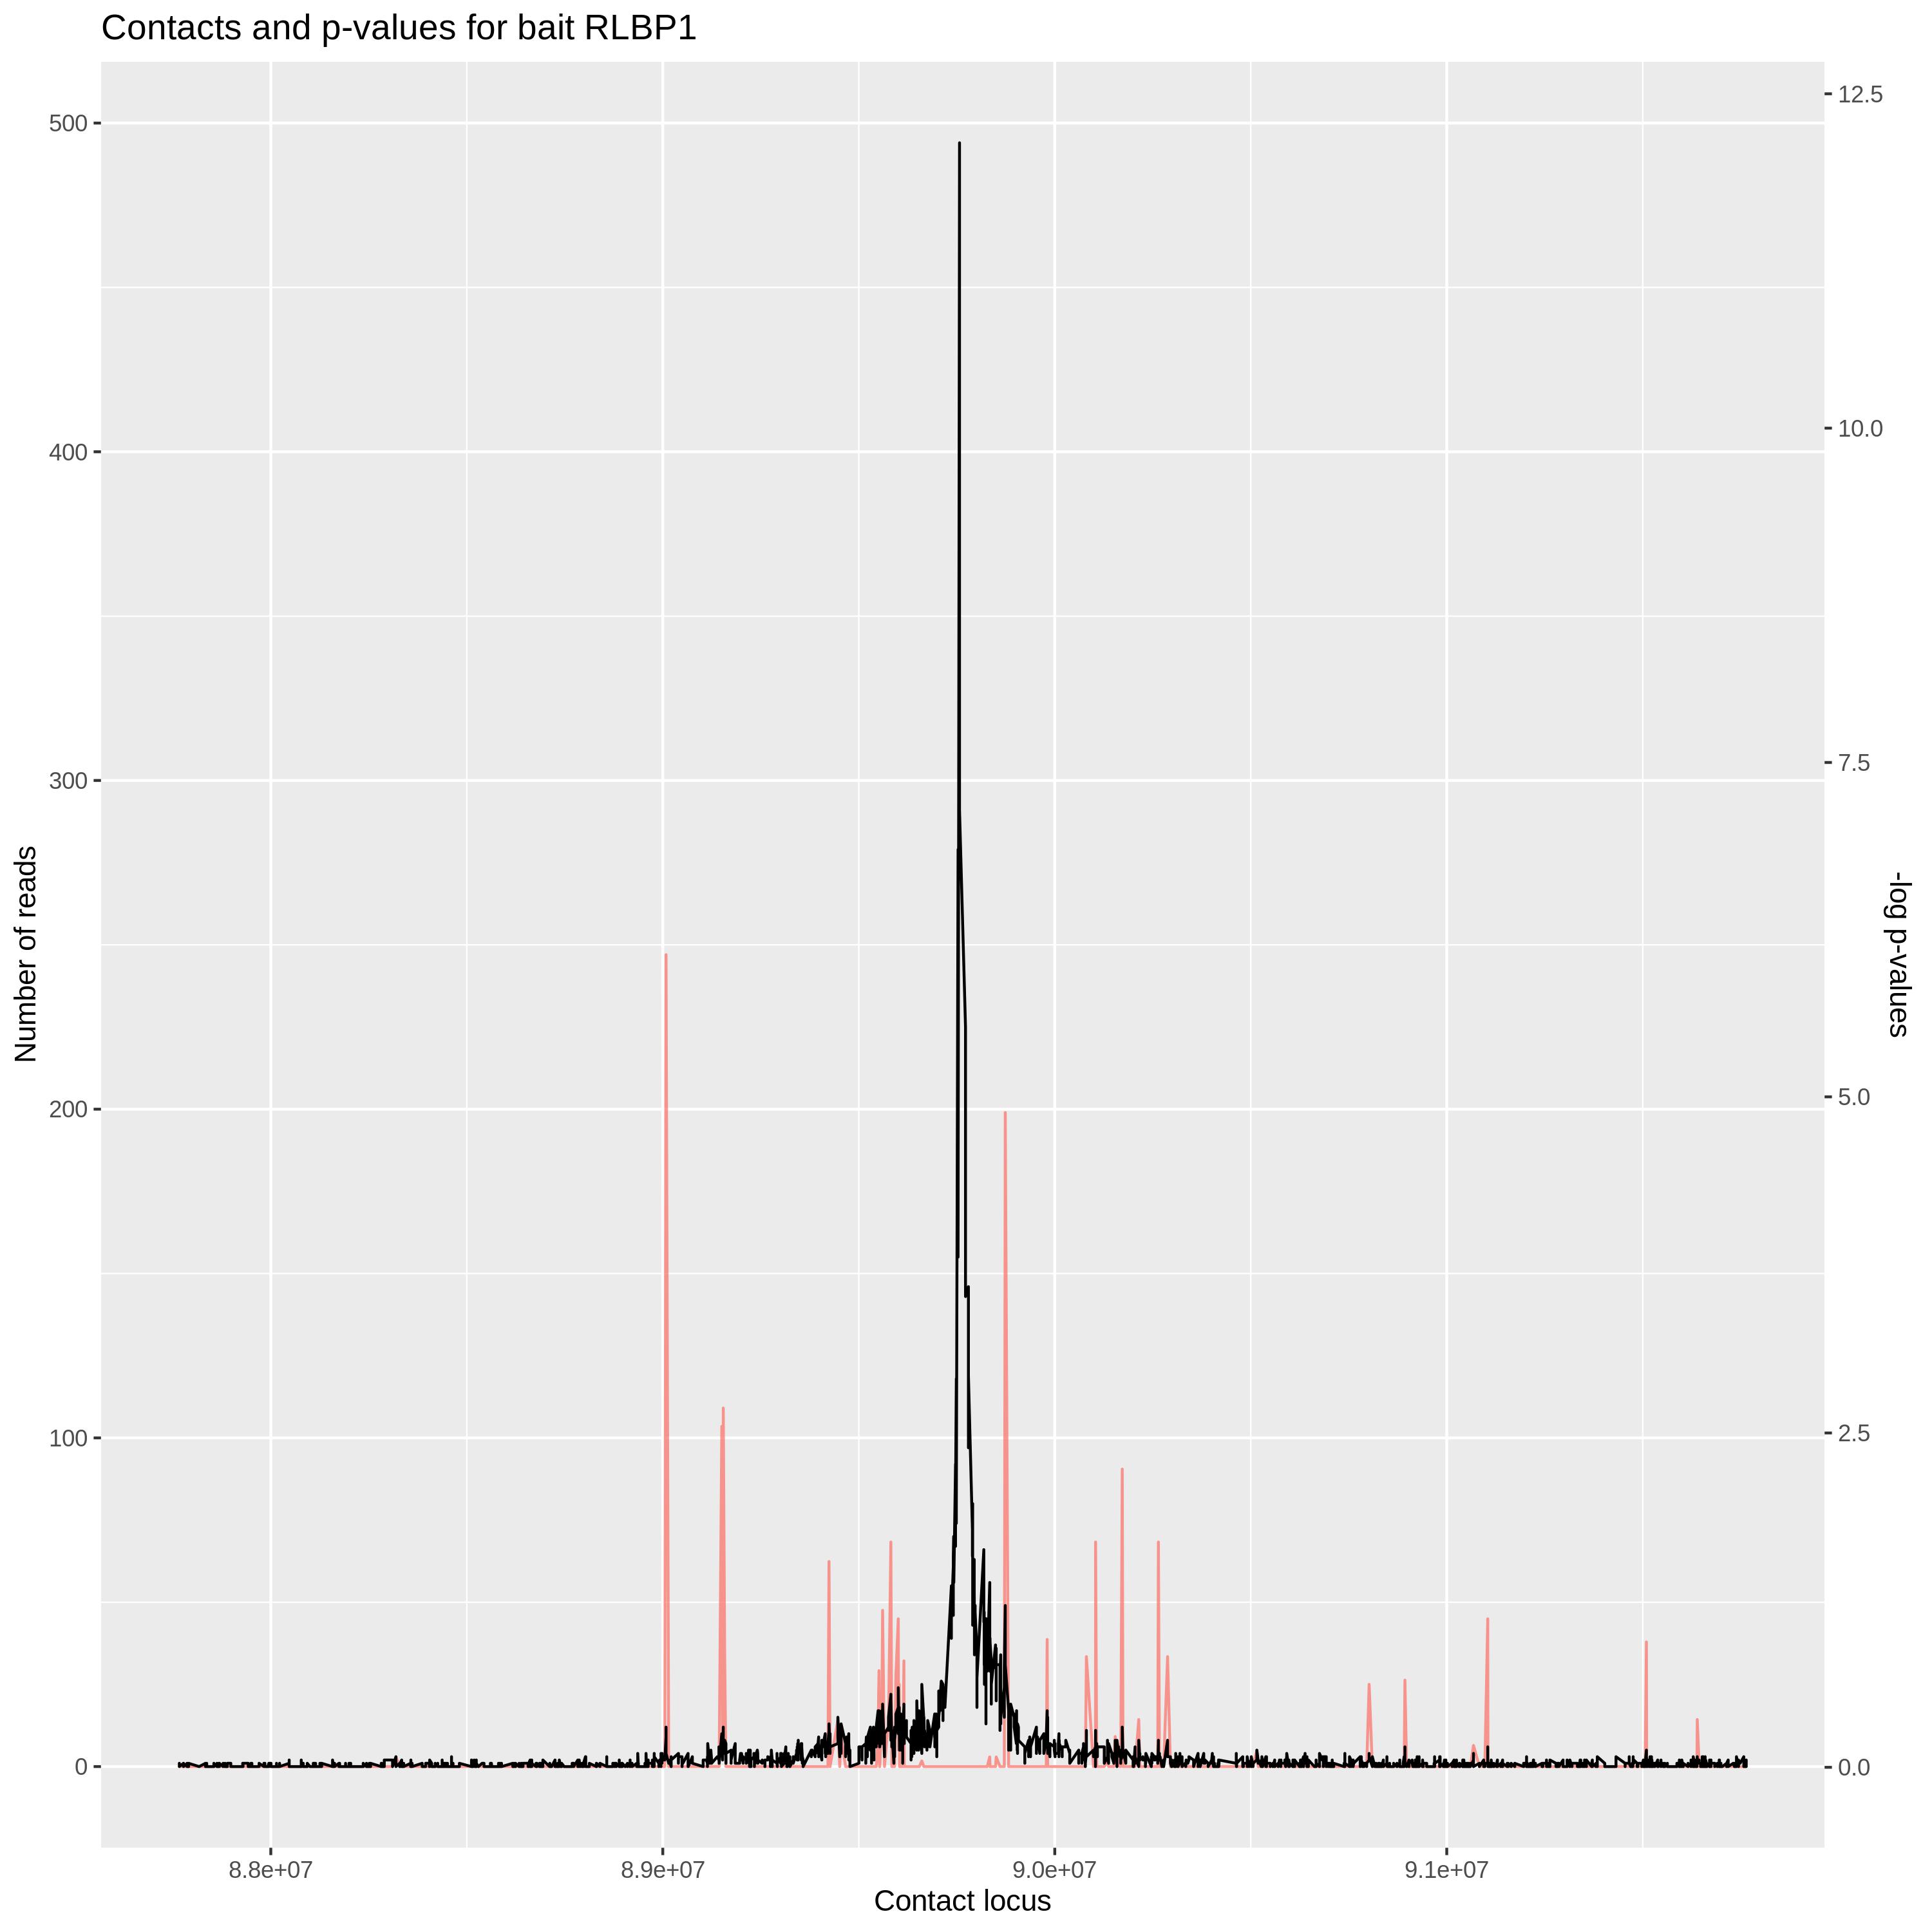 Contacts and p-values for bait RLBP1
500
400
300
200
100
0
Number of reads
12.5
10.0
7.5
5.0
2.5
0.0
-log p-values
8.8e+07
8.9e+07
9.0e+07
9.1e+07
Contact locus